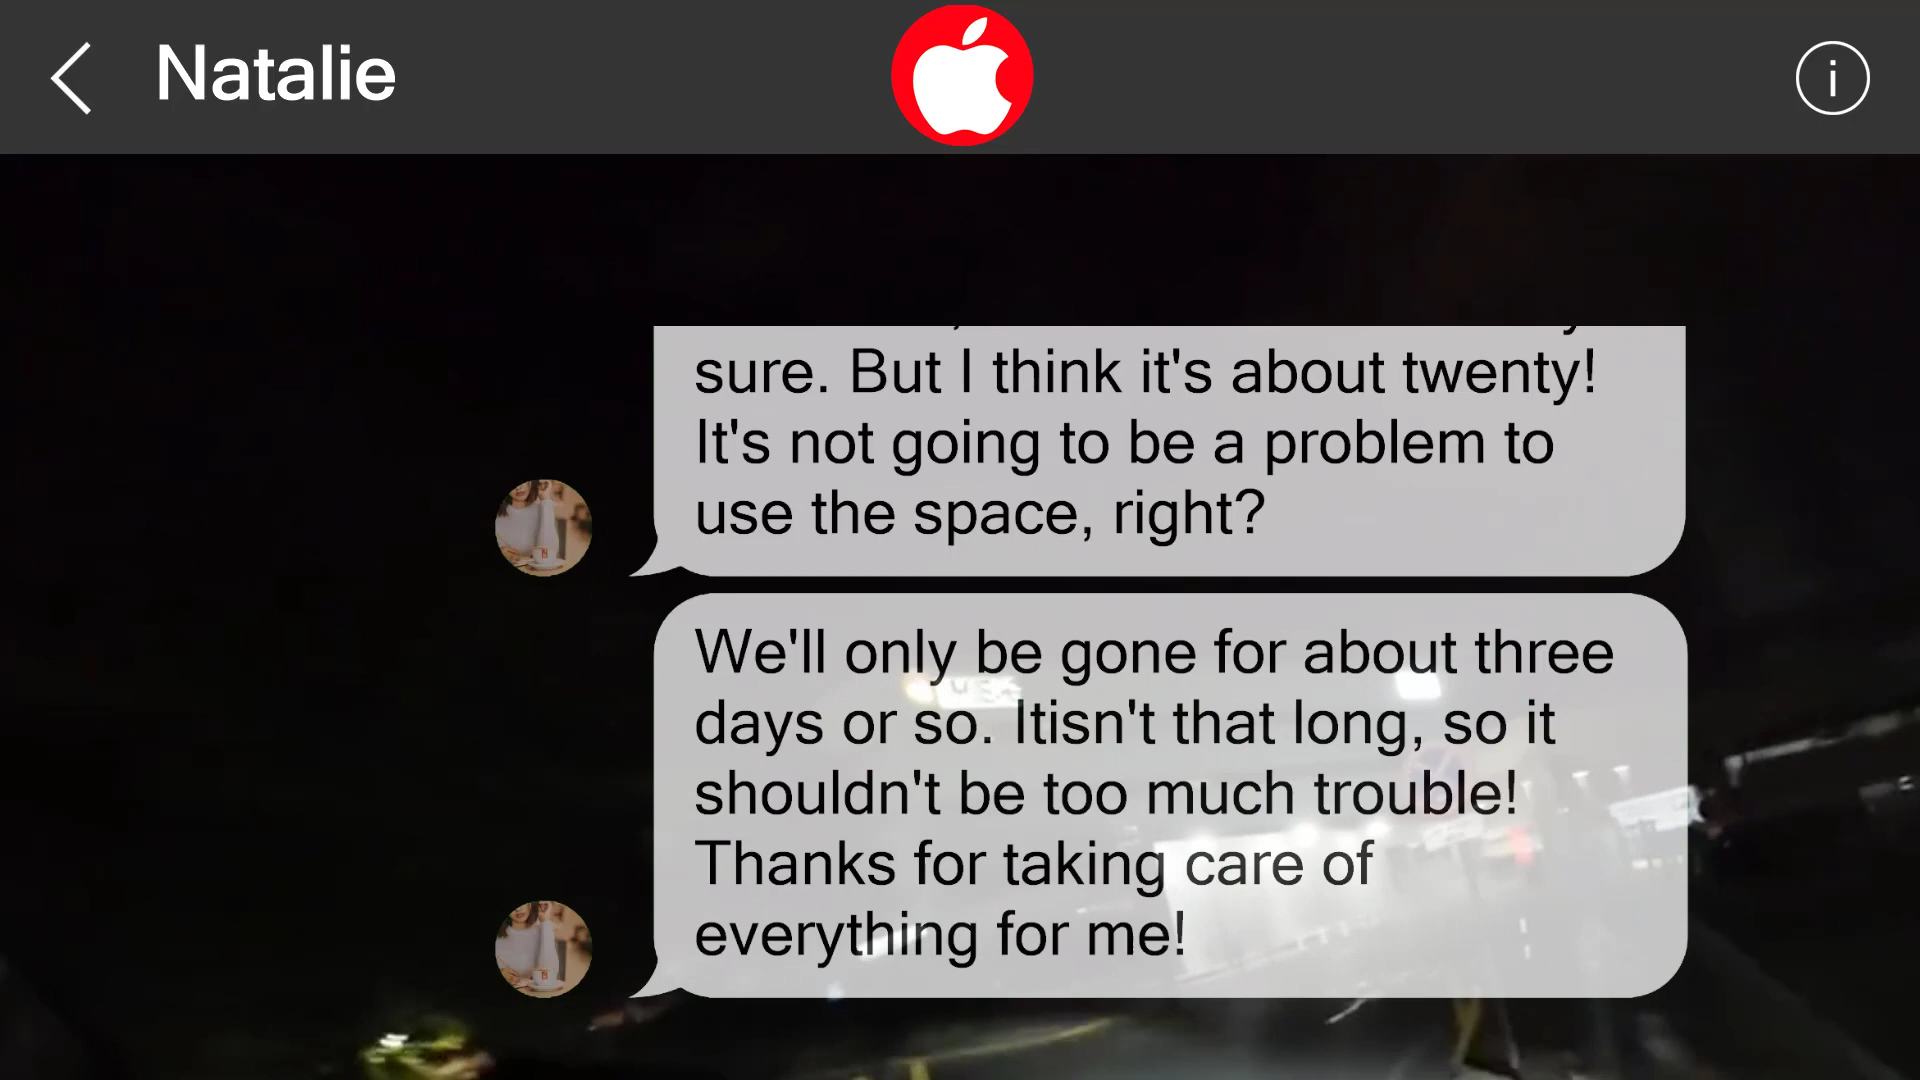 Natalie
sure. But I think it's about twenty!
It's not going to be a problem to
use the space, right?
We'll only be gone for about three
days or so. Itisn't that long, so it
shouldn't be too much trouble!
Thanks for taking care of
everything for me!